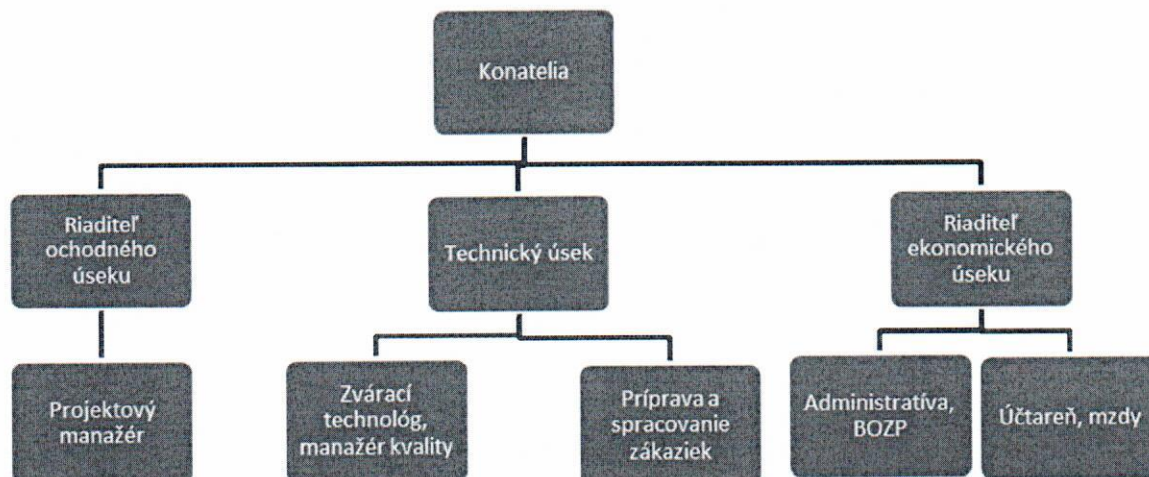 Konatelia
Riaditeľ
ochodného
úseku
Technický úsek
Riaditeľ
ekonomického
úseku
Projektový
manažér
Zvárací
technológ,
manažér kvality
Príprava a
spracovanie
zákaziek
Administratíva,
BOZP
Účtareň, mzdy